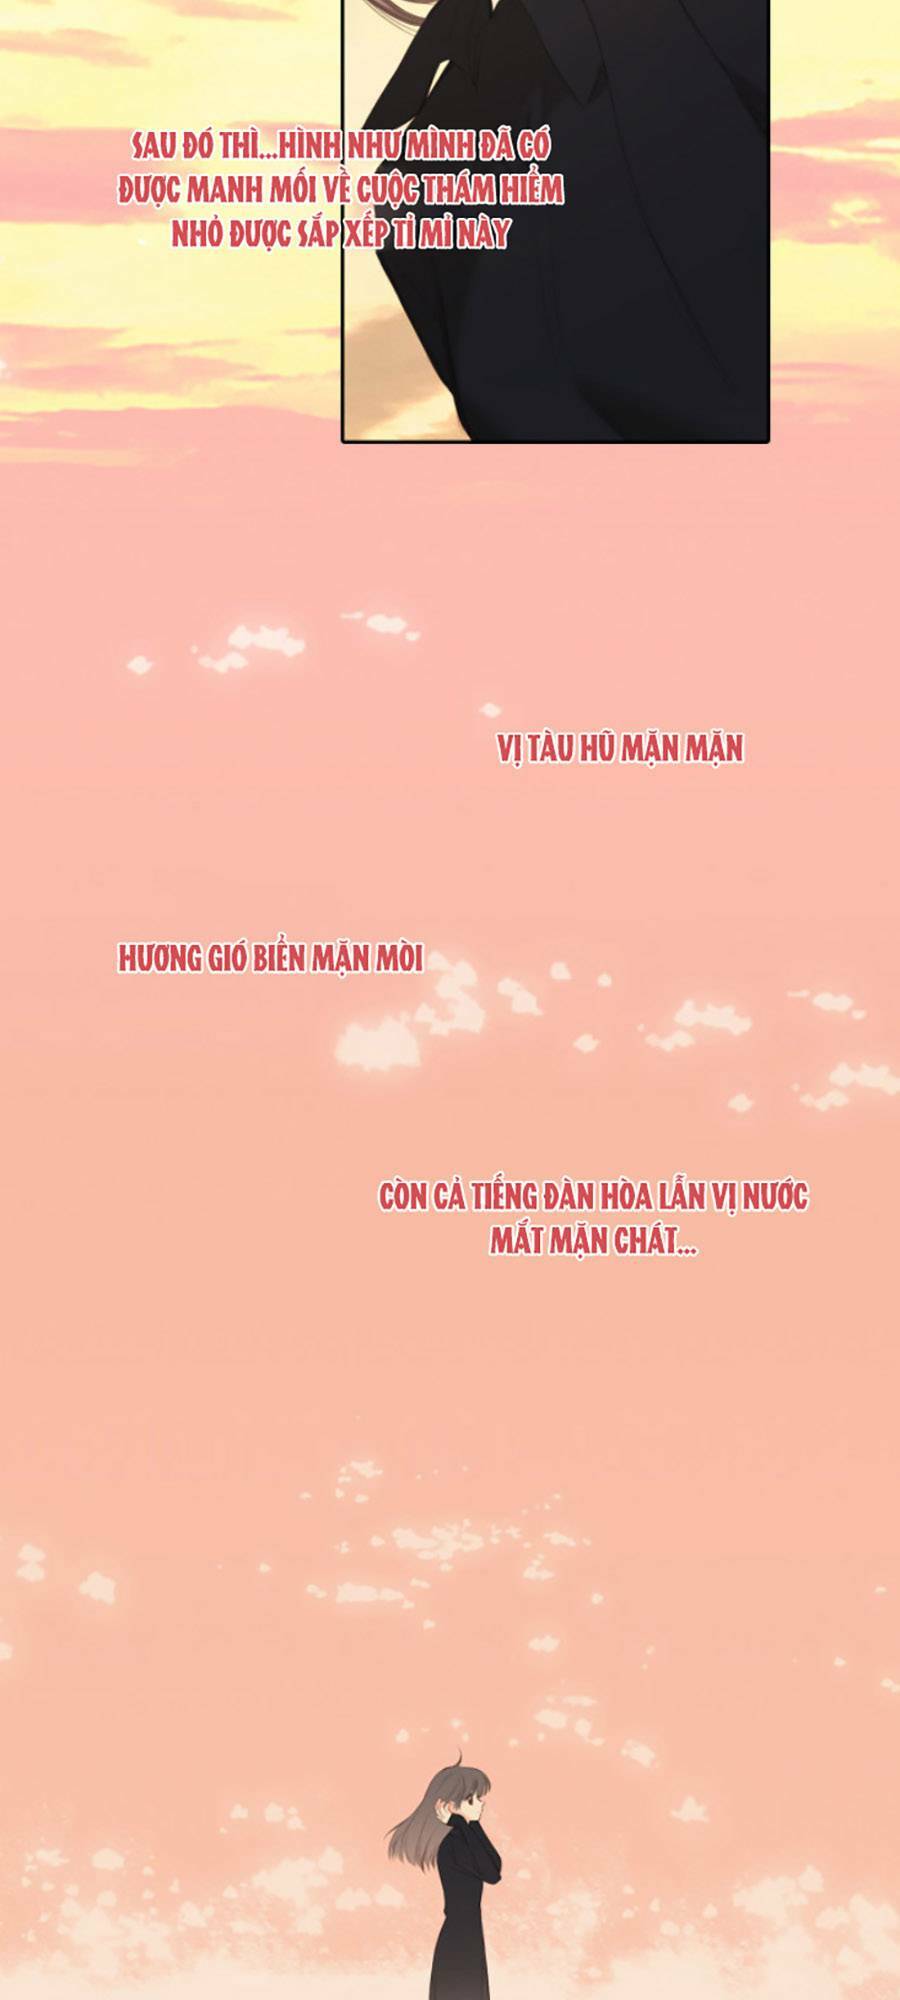 SAU ĐÓ THÌ...HÌNH NHƯ MÌNH ĐÃ CÓ
ĐƯỢC MANH MỐI VỀ CUỘC THÁM HIỂM
NHỎ ĐƯỢC SẮP XẾP TỈ MỈ NÀY
VỊ TÀU HŨ MẶN MẶN
HƯƠNG GIÓ BIỂN MẶN MÒI
CÒN CẢ TIẾNG ĐÀN HÒA LẪN VỊ NƯỚC
MẮT MẶN CHÁT...